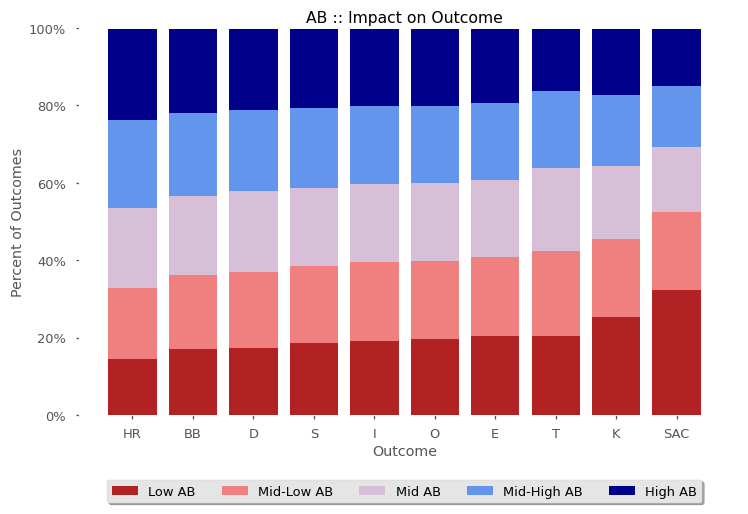 AB :: Impact on Outcome
100%
80%
60%
40%
20%
0%
Percent of Outcomes
HR BB D S I O E T K SAC
Outcome
Low AB Mid-Low AB Mid AB Mid-High AB High AB